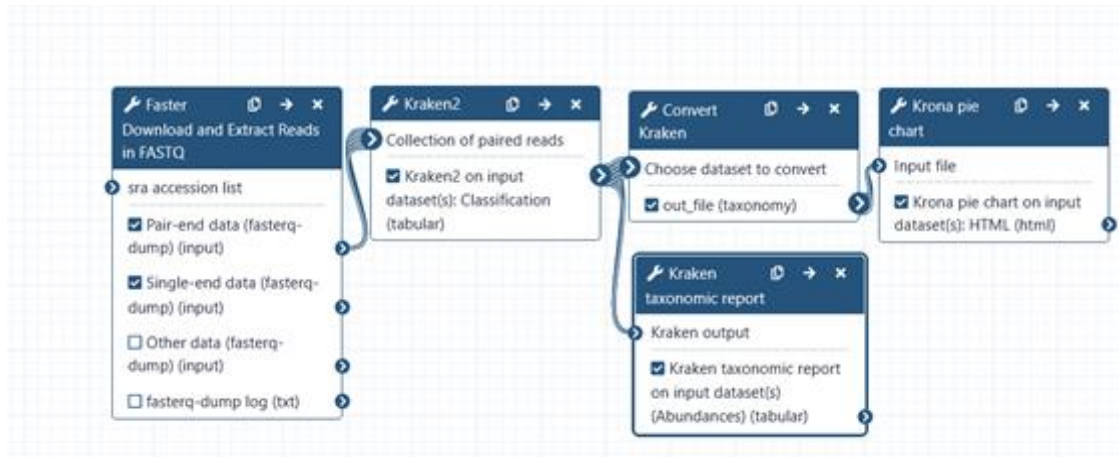 Faster
Download and Extract Reads
in FASTQ
sra accession list
Pair-end data (fasterq-
dump) (input)
Single-end data (fasterq-
dump) (input)
Other data (fasterq-
dump) (input)
fasterq-dump log (txt)
Kraken2
Collection of paired reads
Kraken2 on input
dataset(s): Classification
(tabular)
Convert
Kraken
Choose dataset to convert
out_file (taxonomy)
Krona pie
chart
Input file
Krona pie chart on input
dataset(s): HTML (html)
Kraken
taxonomic report
Kraken output
Kraken taxonomic report
on input dataset(s)
(Abundances) (tabular)